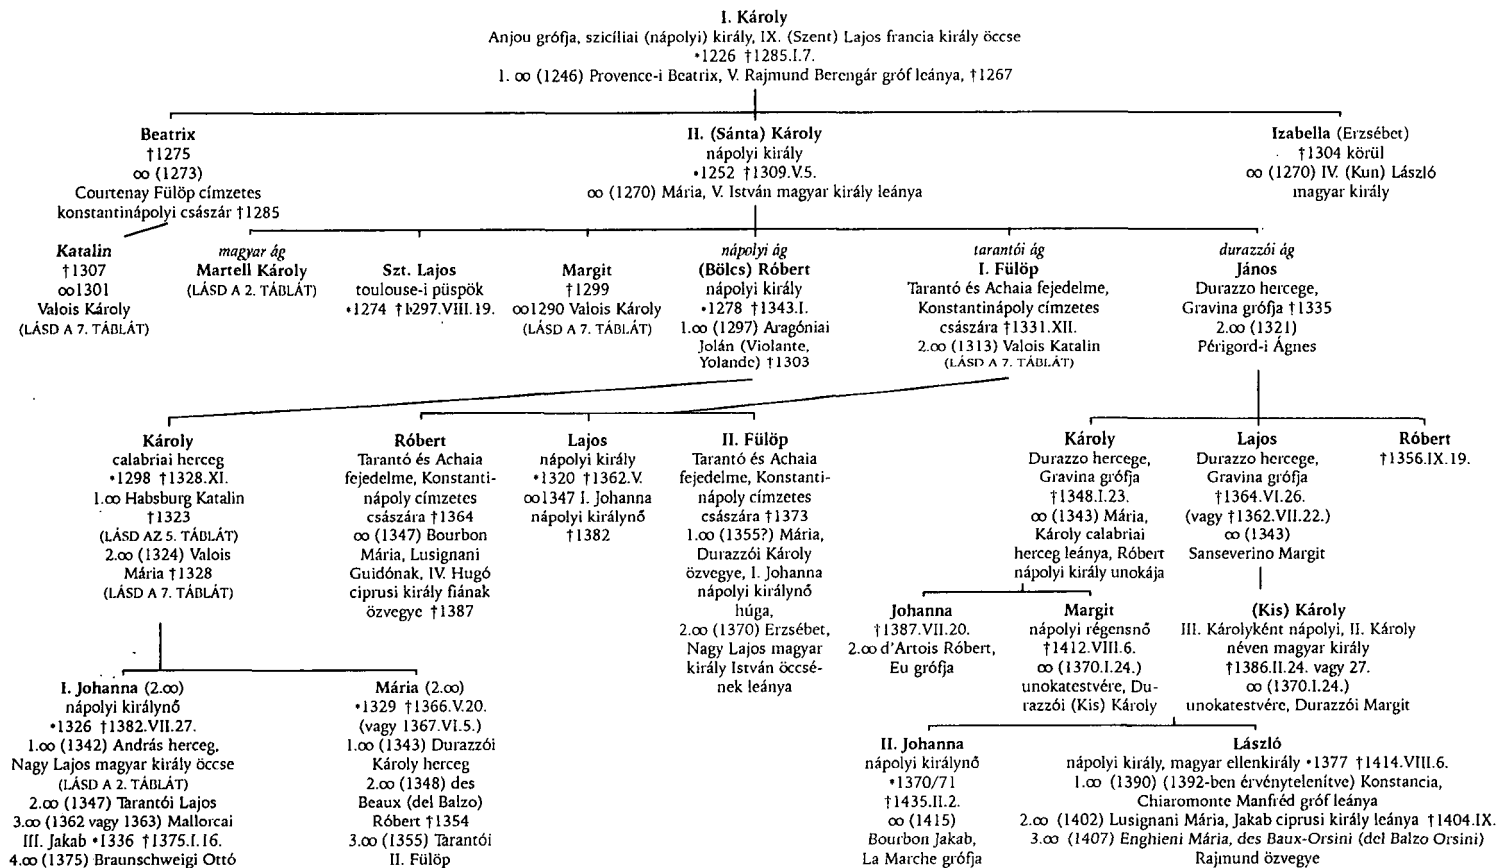 I. Károly
Anjou grófja, szicíliai (nápolyi) király, IX. (Szent) Lajos francia király öccse
•1226 †1285.I.7.
1. ∞ (1246) Provence-i Beatrix, V. Rajmund Berengár gróf leánya, †1267
Beatrix
†1275
∞ (1273)
Courtenay Fülöp címzetes
konstantinápolyi császár †1285
II. (Sánta) Károly
nápolyi király
•1252 †1309.V.5.
∞ (1270) Mária, V. István magyar király leánya
Izabella (Erzsébet)
†1304 körül
∞ (1270) IV. (Kun) László
magyar király
Katalin
†1307
∞1301
Valois Károly
(LÁSD A 7. TÁBLÁT)
magyar ág
Martell Károly
(LÁSD A 2. TÁBLÁT)
Szt. Lajos
toulouse-i püspök
•1274 †1297.VIII.19.
Margit
†1299
∞1290 Valois Károly
(LÁSD A 7. TÁBLÁT)
nápolyi ág
(Bölcs) Róbert
nápolyi király
•1278 †1343.I.
1.∞ (1297) Aragóniai
Jolán (Violante,
Yolande) †1303
tarantói ág
I. Fülöp
Tarantó és Achaia fejedelme,
Konstantinápoly címzetes
császára †1331.XII.
2.∞ (1313) Valois Katalin
(LÁSD A 7. TÁBLÁT)
durazzói ág
János
Durazzo hercege,
Gravina grófja †1335
2.∞ (1321)
Périgord-i Ágnes
Károly
calabriai herceg
•1298 †1328.XI.
1.∞ Habsburg Katalin
†1323
(LÁSD AZ 5. TÁBLÁT)
2.∞ (1324) Valois
Mária †1328
(LÁSD A 7. TÁBLÁT)
Róbert
Tarantó és Achaia
fejedelme, Konstanti-
nápoly címzetes
császára †1364
∞ (1347) Bourbon
Mária, Lusignani
Guidónak, IV. Hugó
ciprusi király fiának
özvegye †1387
Lajos
nápolyi király
•1320 †1362.V.
∞1347 I. Johanna
nápolyi királynő
†1382
II. Fülöp
Tarantó és Achaia
fejedelme, Konstanti-
nápoly címzetes
császára †1373
1.∞ (1355?) Mária,
Durazzói Károly
özvegye, I. Johanna
nápolyi királynő
húga,
2.∞ (1370) Erzsébet,
Nagy Lajos magyar
király István öccsé-
nek leánya
Károly
Durazzo hercege,
Gravina grófja
†1348.I.23.
∞ (1343) Mária,
Károly calabriai
herceg leánya, Róbert
nápolyi király unokája
Lajos
Durazzo hercege,
Gravina grófja
†1364.VI.26.
(vagy †1362.VII.22.)
∞ (1343)
Sanseverino Margit
Róbert
†1356.IX.19.
Johanna
†1387.VII.20.
2.∞ d'Artois Róbert,
Eu grófja
Margit
nápolyi régensnő
†1412.VIII.6.
∞ (1370.I.24.)
unokatestvére, Du-
razzói (Kis) Károly
(Kis) Károly
III. Károlyként nápolyi, II. Károly
néven magyar király
†1386.II.24. vagy 27.
∞ (1370.I.24.)
unokatestvére, Durazzói Margit
I. Johanna (2.∞)
nápolyi királynő
•1326 †1382.VII.27.
1.∞ (1342) András herceg,
Nagy Lajos magyar király öccse
(LÁSD A 2. TÁBLÁT)
2.∞ (1347) Tarantói Lajos
3.∞ (1362 vagy 1363) Mallorcai
III. Jakab •1336 †1375.I.16.
4.∞ (1375) Braunschweigi Ottó
Mária (2.∞)
•1329 †1366.V.20.
(vagy 1367.VI.5.)
1.∞ (1343) Durazzói
Károly herceg
2.∞ (1348) des
Beaux (del Balzo)
Róbert †1354
3.∞ (1355) Tarantói
II. Fülöp
II. Johanna
nápolyi királynő
•1370/71
†1435.II.2.
∞ (1415)
Bourbon Jakab,
La Marche grófja
László
nápolyi király, magyar ellenkirály •1377 †1414.VIII.6.
1.∞ (1390) (1392-ben érvénytelenítve) Konstancia,
Chiaromonte Manfréd gróf leánya
2.∞ (1402) Lusignani Mária, Jakab ciprusi király leánya †1404.IX.
3.∞ (1407) Enghieni Mária, des Baux-Orsini (del Balzo Orsini)
Rajmund özvegye